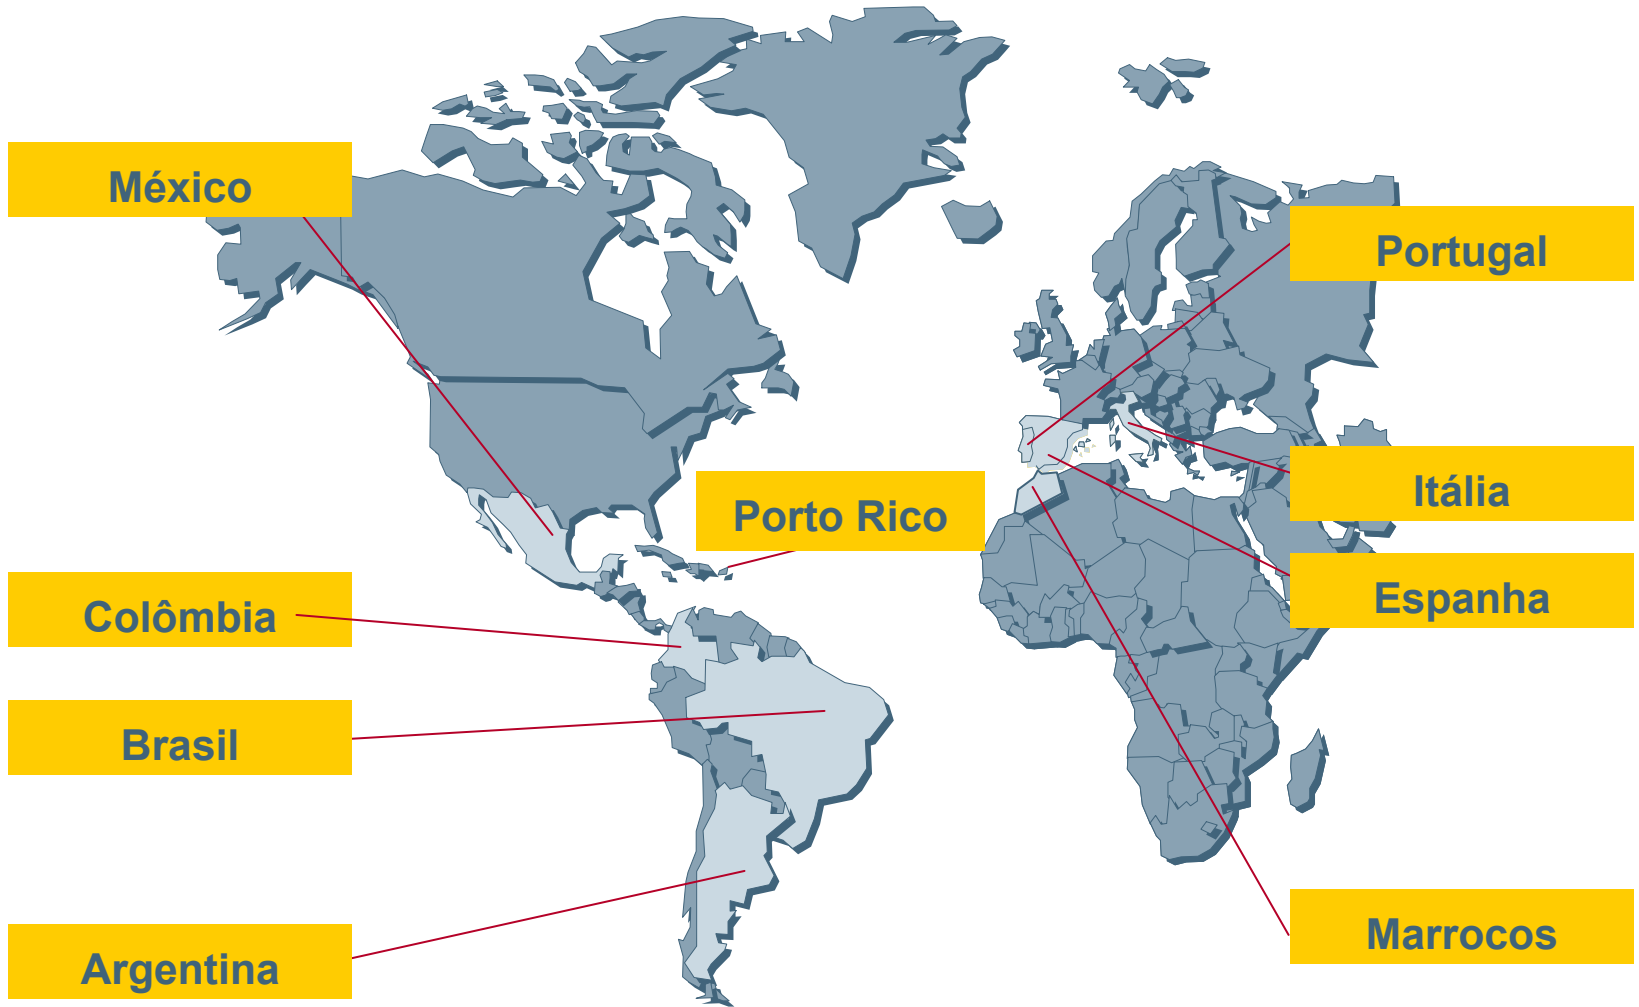 México
Portugal
Itália
Porto Rico
Espanha
Colômbia
Brasil
Marrocos
Argentina